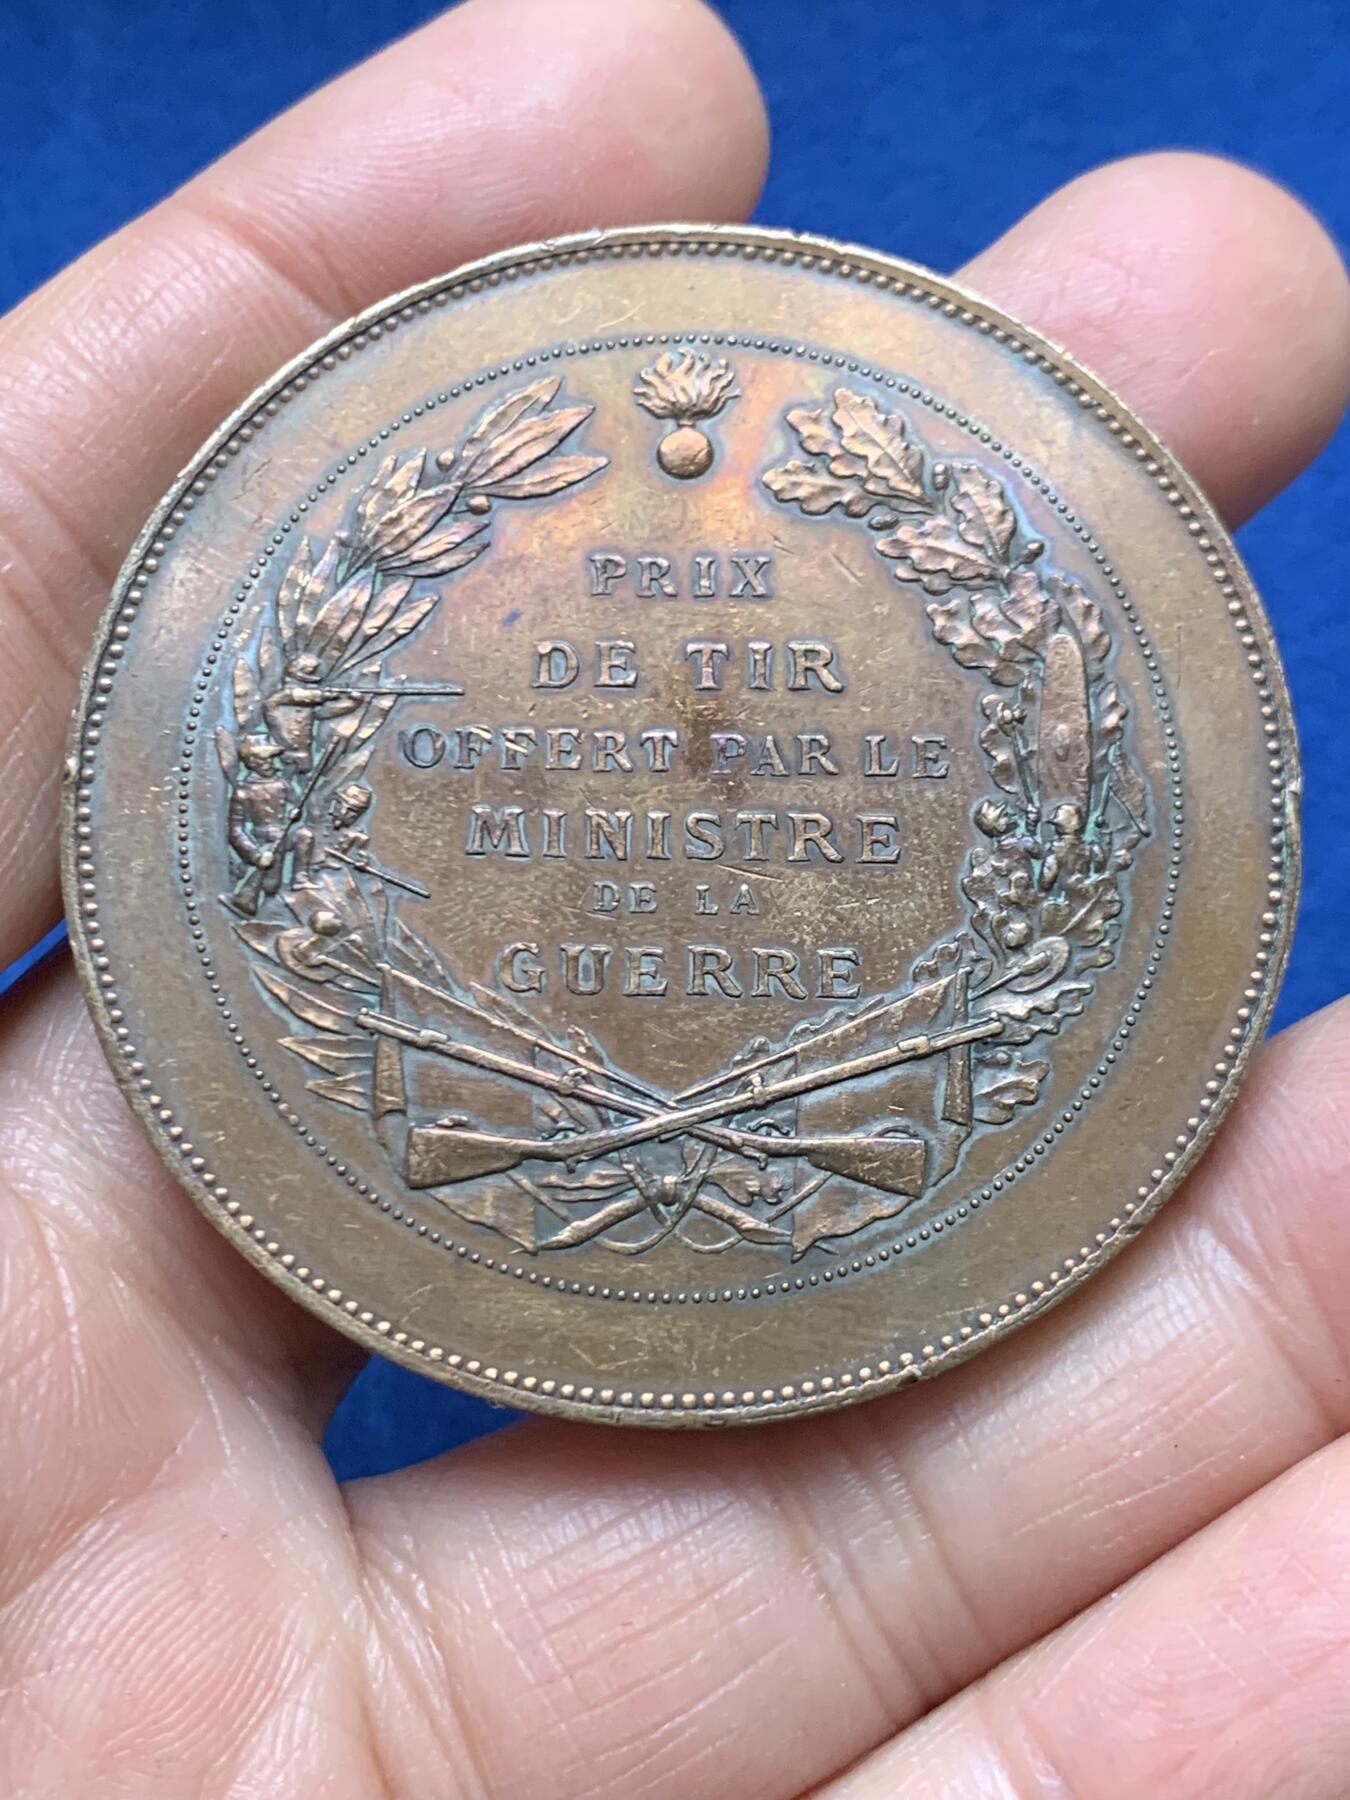 PRIX
DE TIR
OFFERT PAR LE
MINISTRE
DE LA
GUERRE